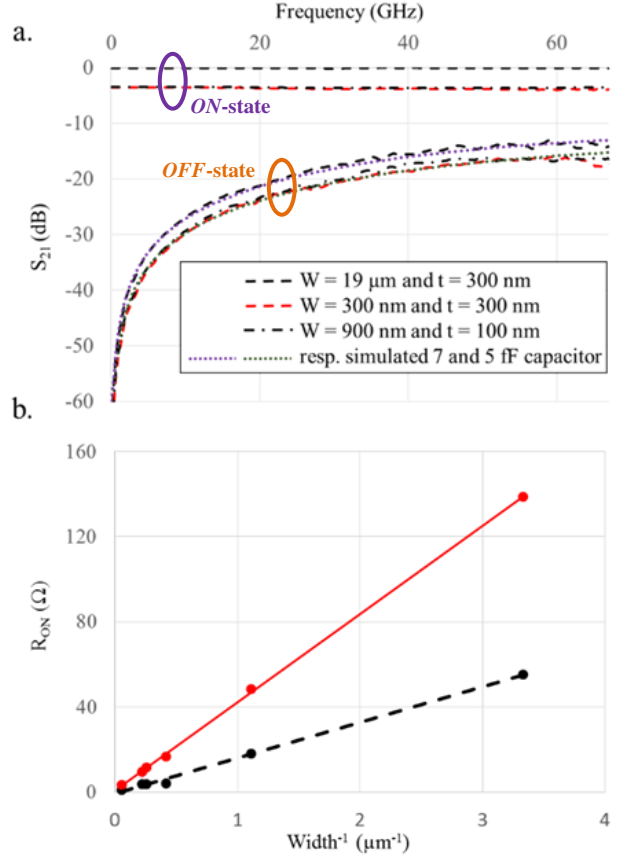 Frequency (GHz)
a.
0 20 40 60
0
-10
-20
-30
-40
-50
-60
S21 (dB)
ON-state
OFF-state
W = 19 µm and t = 300 nm
W = 300 nm and t = 300 nm
W = 900 nm and t = 100 nm
resp. simulated 7 and 5 fF capacitor
b.
160
120
80
40
0
RON (Ω)
0 1 2 3 4
Width-1 (µm-1)